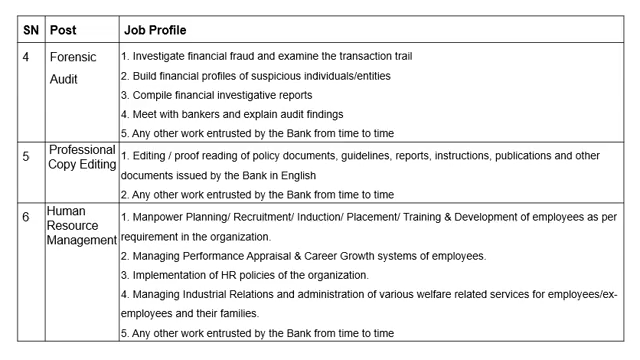 SN Post Job Profile
4 Forensic Audit
1. Investigate financial fraud and examine the transaction trail
2. Build financial profiles of suspicious individuals/entities
3. Compile financial investigative reports
4. Meet with bankers and explain audit findings
5. Any other work entrusted by the Bank from time to time
5 Professional Copy Editing
1. Editing / proof reading of policy documents, guidelines, reports, instructions, publications and other
documents issued by the Bank in English
2. Any other work entrusted by the Bank from time to time
6 Human Resource Management
1. Manpower Planning/ Recruitment/ Induction/ Placement/ Training & Development of employees as per
requirement in the organization.
2. Managing Performance Appraisal & Career Growth systems of employees.
3. Implementation of HR policies of the organization.
4. Managing Industrial Relations and administration of various welfare related services for employees/ex-
employees and their families.
5. Any other work entrusted by the Bank from time to time